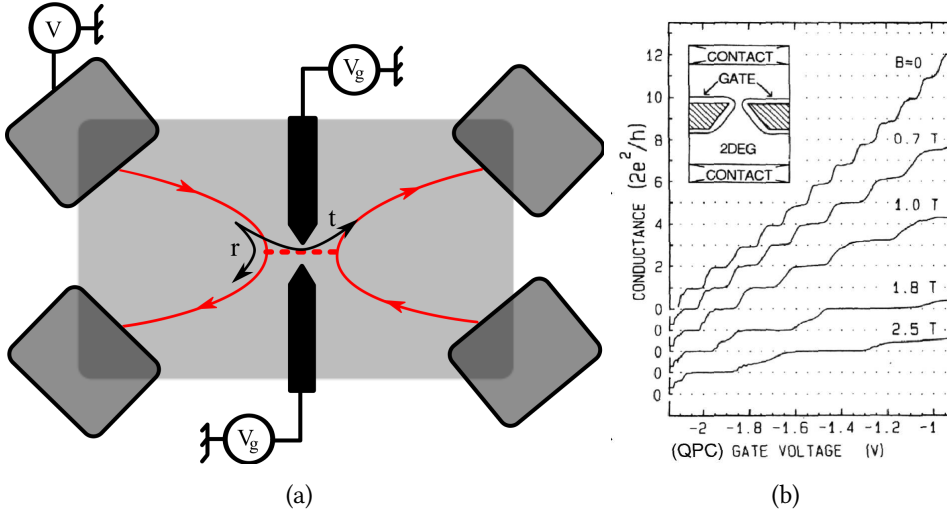 V
V_g
t
r
V_g
(a)
CONDUCTANCE (2e²/h)
12
10
8
6
4
2
0
0
0
0
0
CONTACT
GATE
2DEG
CONTACT
B=0
0.7 T
1.0 T
1.8 T
2.5 T
-2 -1.8 -1.6 -1.4 -1.2 -1
(QPC) GATE VOLTAGE (V)
(b)